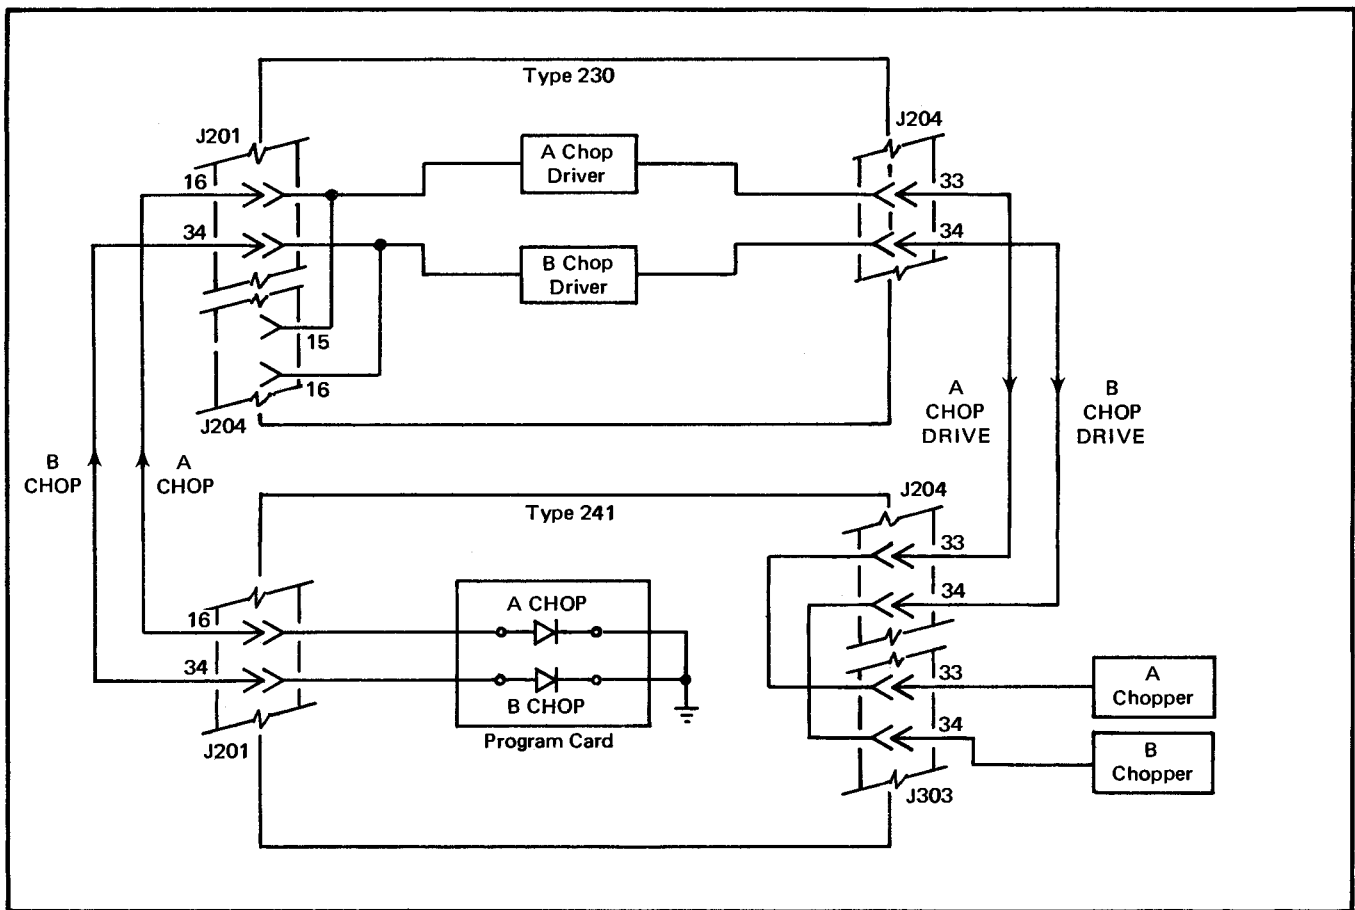 Type 230
J201
J204
16
A Chop
Driver
33
34
B Chop
Driver
34
15
16
J204
A
CHOP
DRIVE
B
CHOP
DRIVE
B
CHOP
A
CHOP
Type 241
J204
33
34
16
A CHOP
34
B CHOP
Program Card
J201
33
A
Chopper
34
B
Chopper
J303